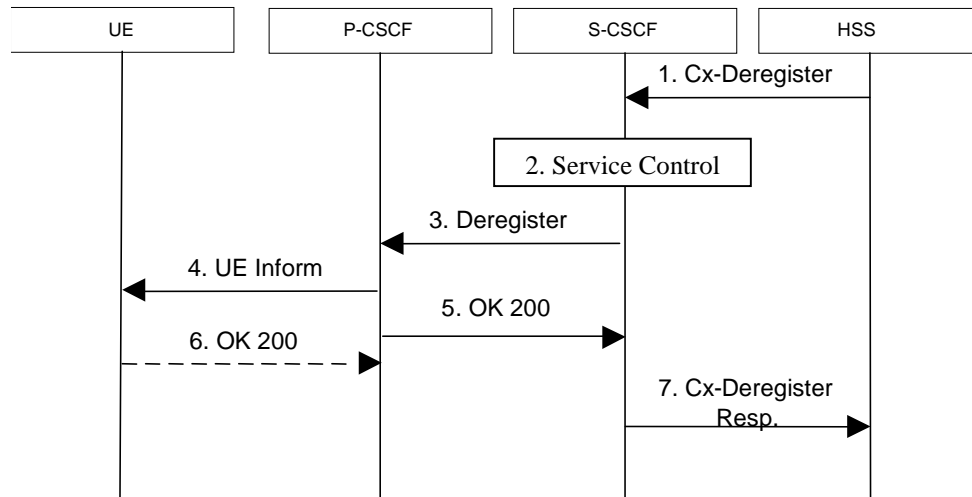 UE
P-CSCF
S-CSCF
HSS
1. Cx-Deregister
2. Service Control
3. Deregister
4. UE Inform
5. OK 200
6. OK 200
7. Cx-Deregister
Resp.